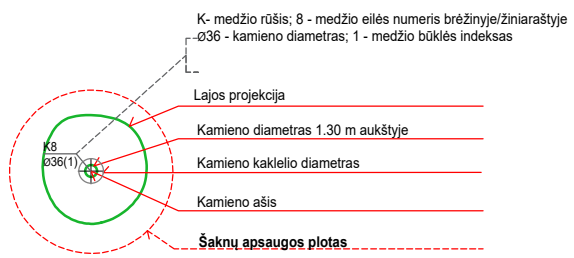 K- medžio rūšis; 8 - medžio eilės numeris brėžinyje/žiniaraštyje
Ø36 - kamieno diametras; 1 - medžio būklės indeksas
Lajos projekcija
Kamieno diametras 1.30 m aukštyje
K8
Ø36(1)
Kamieno kaklelio diametras
Kamieno ašis
Šaknų apsaugos plotas